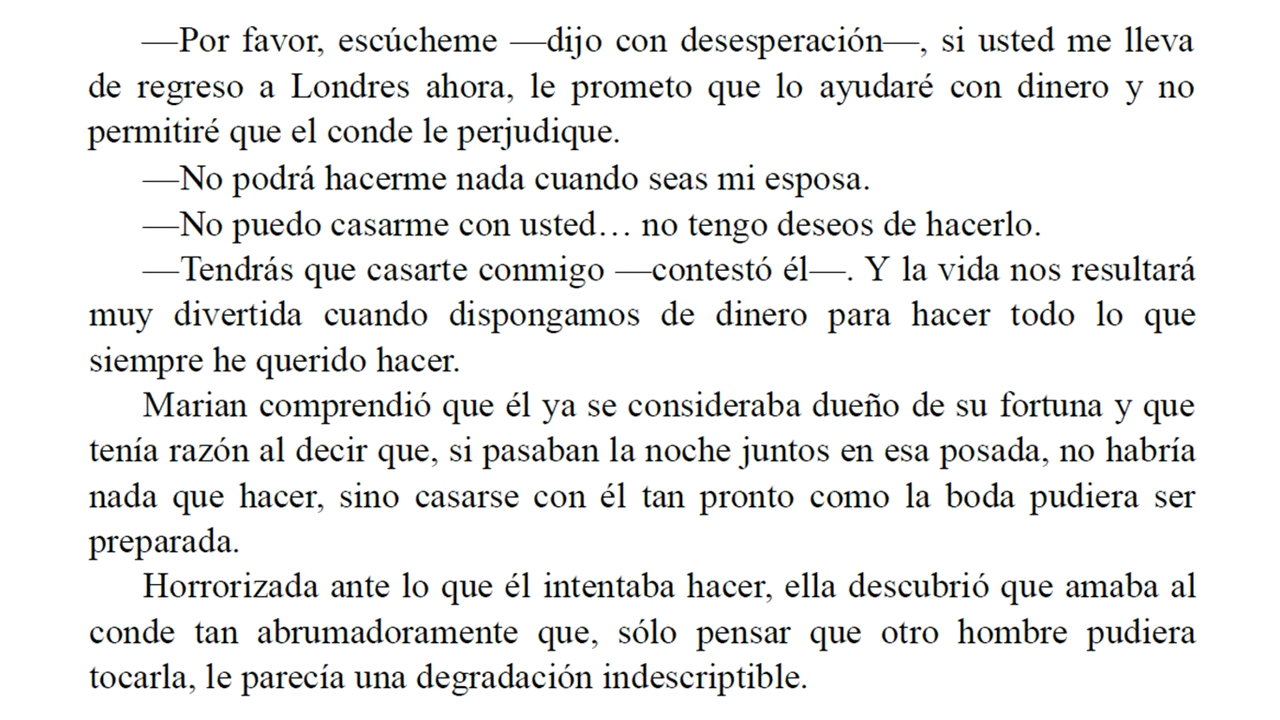 —Por favor, escúcheme —dijo con desesperación—, si usted me lleva
de regreso a Londres ahora, le prometo que lo ayudaré con dinero y no
permitiré que el conde le perjudique.
—No podrá hacerme nada cuando seas mi esposa.
—No puedo casarme con usted… no tengo deseos de hacerlo.
—Tendrás que casarte conmigo —contestó él—. Y la vida nos resultará
muy divertida cuando dispongamos de dinero para hacer todo lo que
siempre he querido hacer.
Marian comprendió que él ya se consideraba dueño de su fortuna y que
tenía razón al decir que, si pasaban la noche juntos en esa posada, no habría
nada que hacer, sino casarse con él tan pronto como la boda pudiera ser
preparada.
Horrorizada ante lo que él intentaba hacer, ella descubrió que amaba al
conde tan abrumadoramente que, sólo pensar que otro hombre pudiera
tocarla, le parecía una degradación indescriptible.